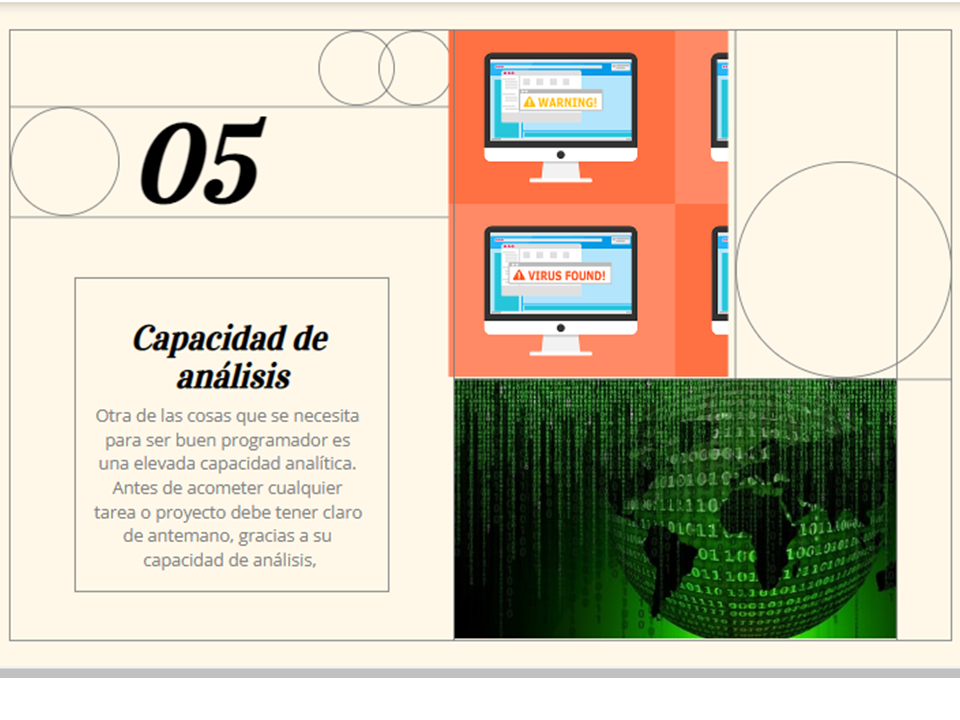 05
WARNING!
VIRUS FOUND!
Capacidad de
análisis
Otra de las cosas que se necesita
para ser buen programador es
una elevada capacidad analítica.
Antes de acometer cualquier
tarea o proyecto debe tener claro
de antemano, gracias a su
capacidad de análisis,